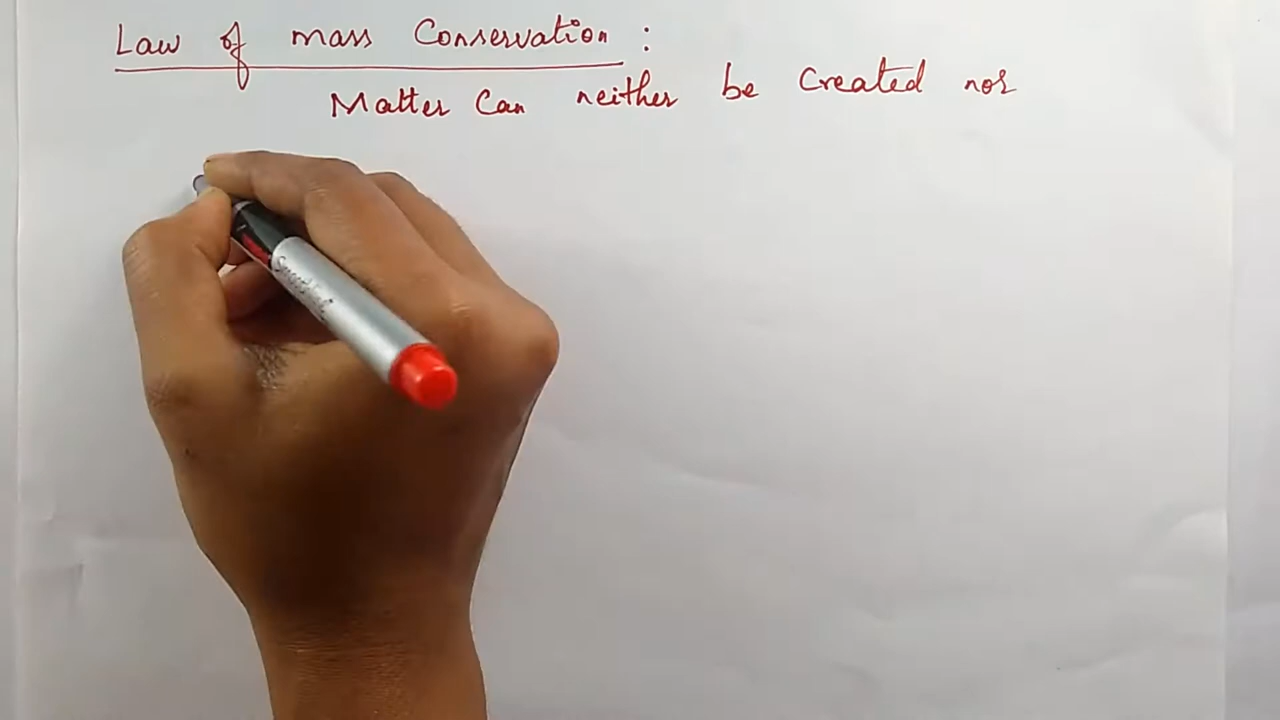 Law of mass Conservation :
Matter Can neither be Created nor